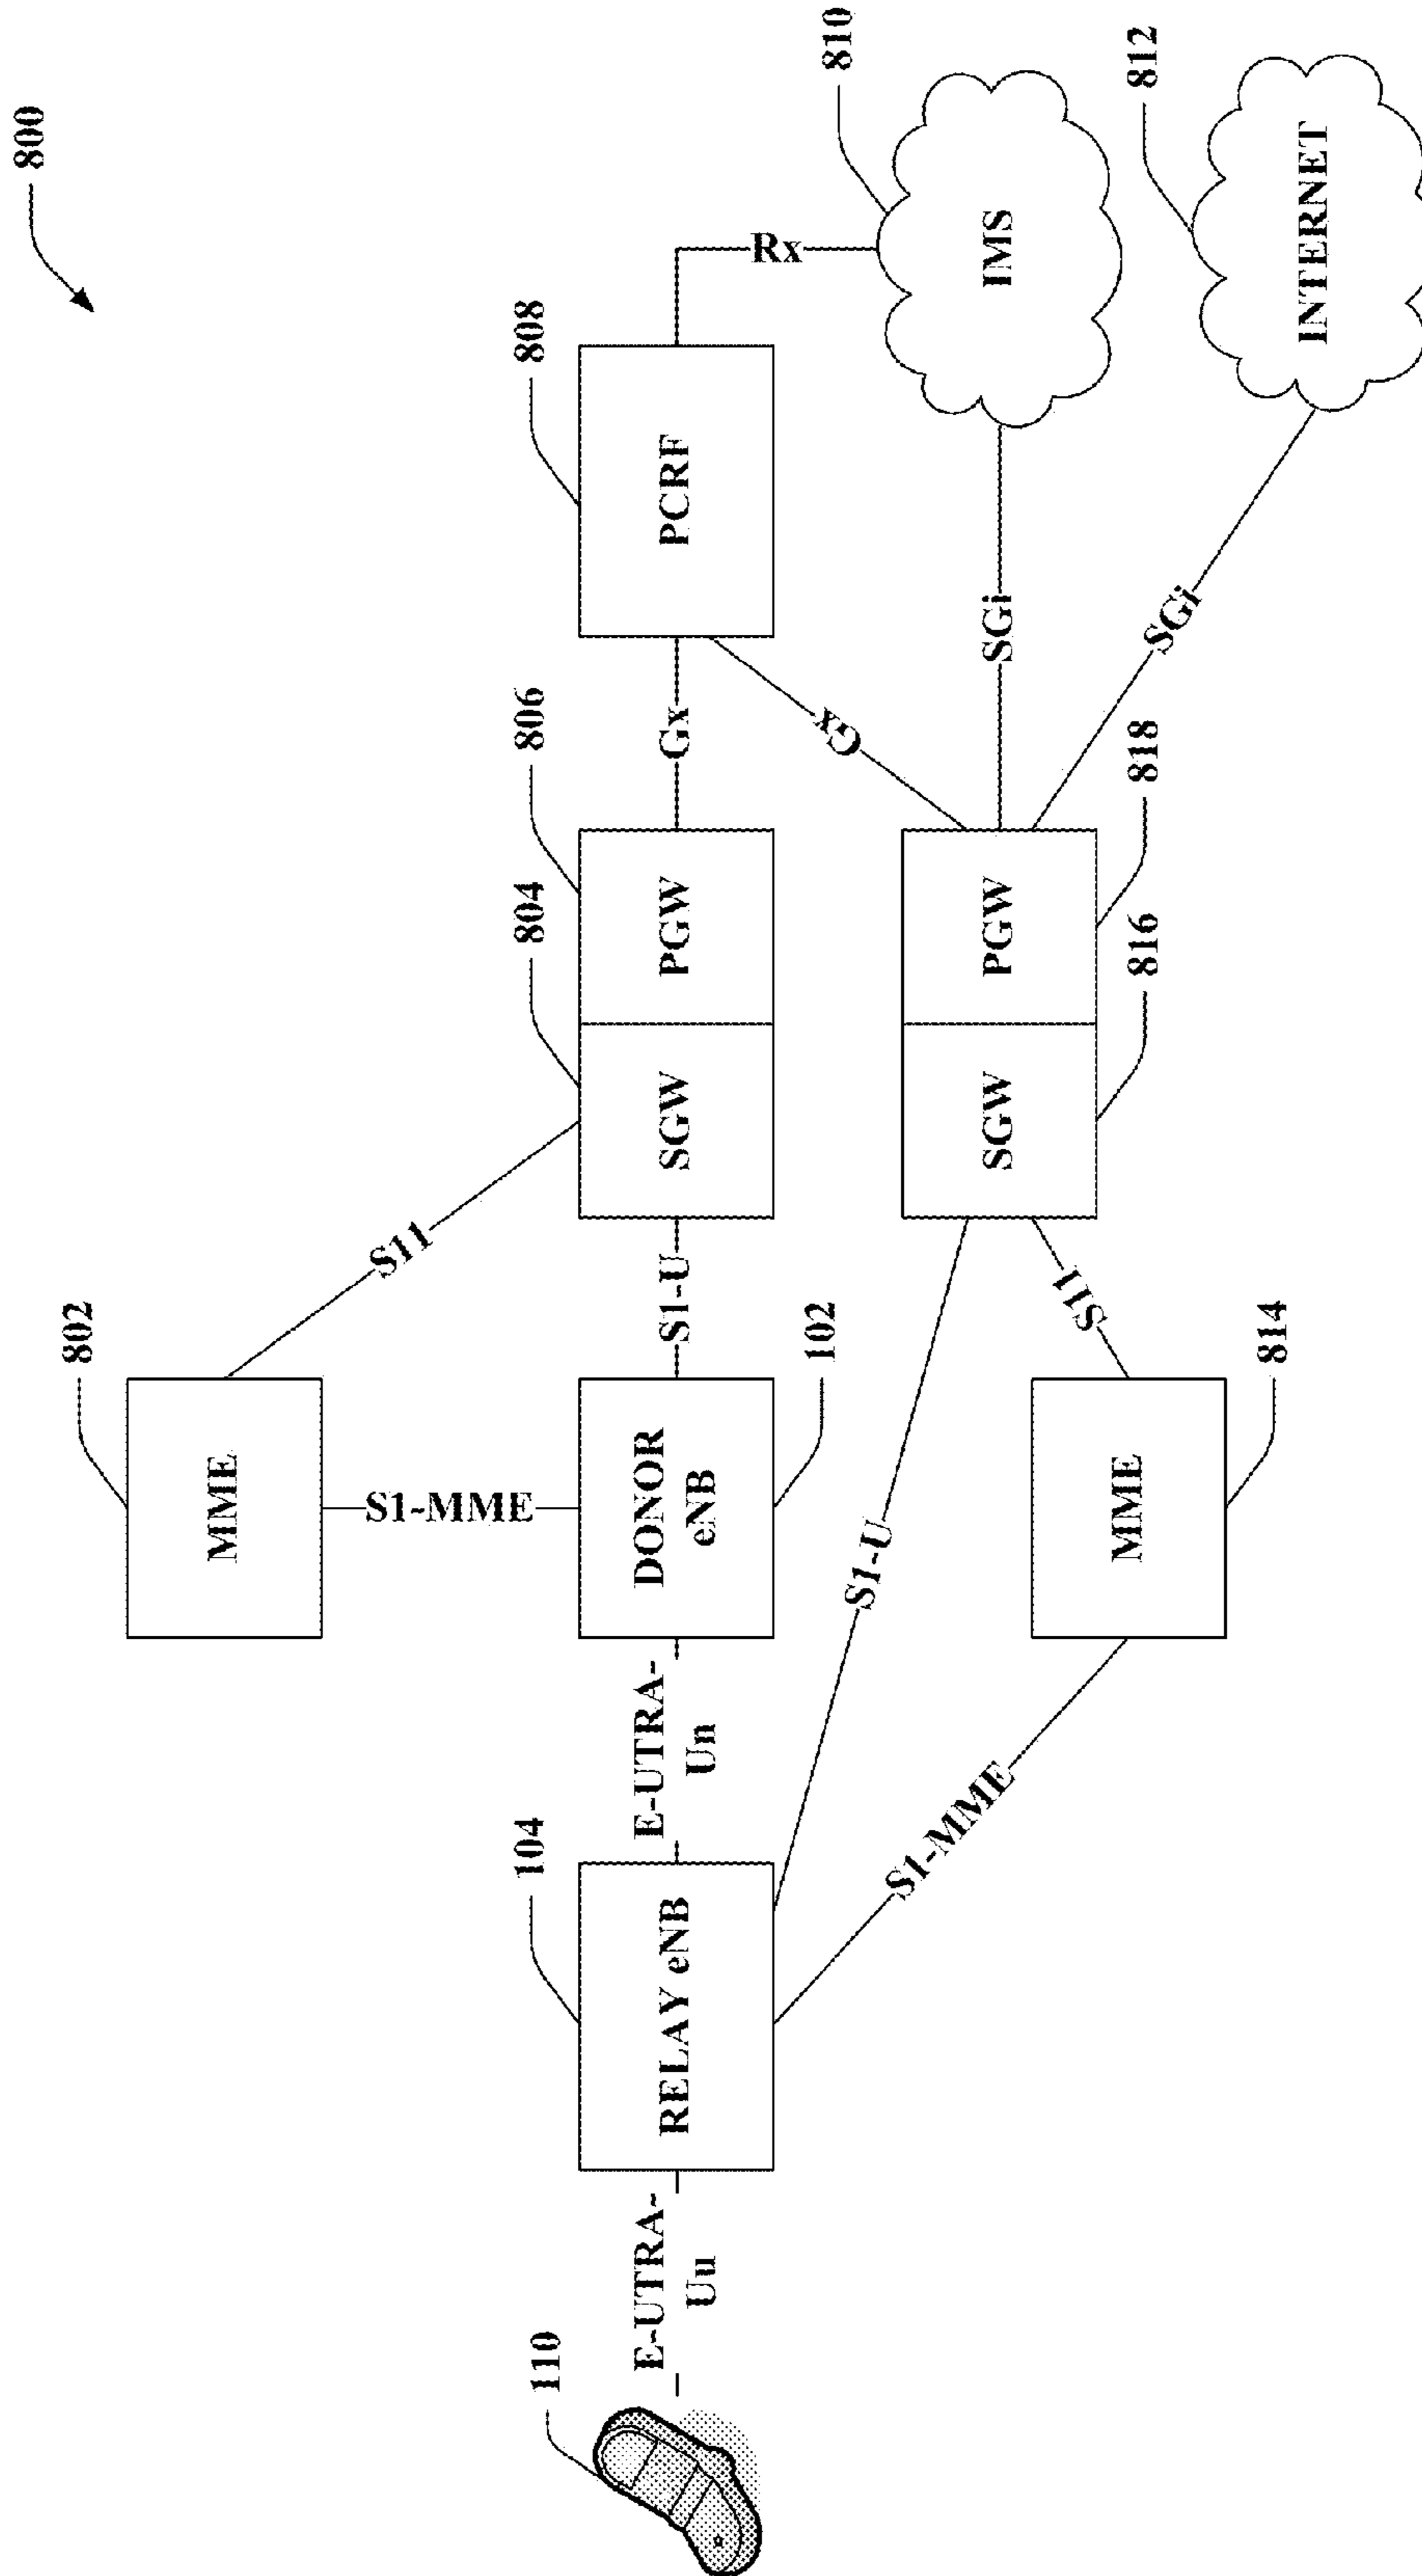 800
802
MME
S11
S1-MME
804
806
808
110
104
E-UTRA-
Uu
RELAY eNB
E-UTRA-
Un
DONOR
eNB
102
S1-U
SGW
PGW
Gx
PCRF
Rx
810
Gx
S1-U
SGW
PGW
816
818
SGi
IMS
S1-MME
S11
MME
814
SGi
812
INTERNET